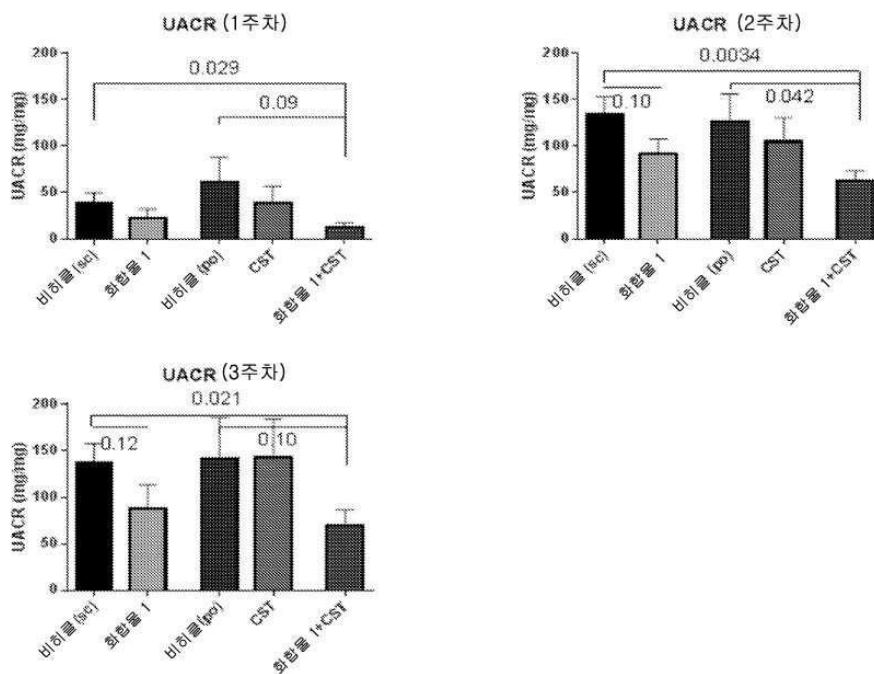 UACR (1주차)
200
150
100
50
0
UACR (mg/mg)
0.029
0.09
비히클 (sc)
화합물 1
비히클 (po)
CST
화합물 1+CST
UACR (2주차)
200
150
100
50
0
UACR (mg/mg)
0.0034
0.10
0.042
비히클 (sc)
화합물 1
비히클 (po)
CST
화합물 1+CST
UACR (3주차)
200
150
100
50
0
UACR (mg/mg)
0.021
0.12
0.10
비히클 (sc)
화합물 1
비히클(po)
CST
화합물 1+CST